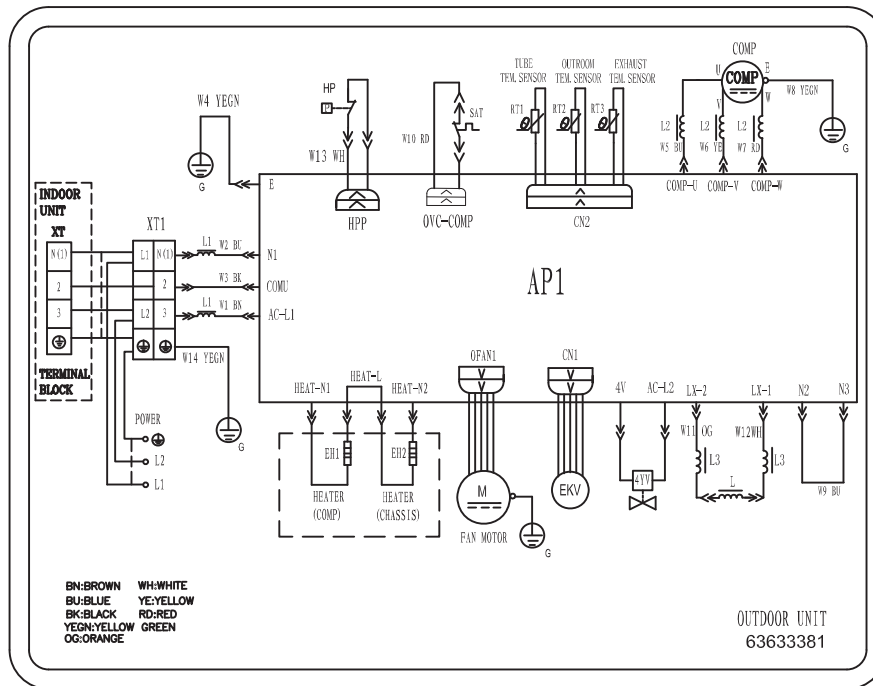 COMP
TUBE TEM. SENSOR
OUTROOM TEM. SENSOR
EXHAUST TEM. SENSOR
U COMP E
V W
HP
P
SAT
W4 YEGN
W13 WH
W10 RD
RT1 RT2 RT3
W8 YEGN
L2 L2 L2
W5 BU W6 YE W7 RD
G
G
COMP-U COMP-V COMP-W
E
HPP OVC-COMP CN2
INDOOR UNIT
XT
XT1
N(1) L1 N(1) L1 W2 BU N1
2 2 W3 BK COMU
3 L2 3 L1 W1 BN AC-L1
AP1
W14 YEGN
TERMINAL BLOCK
G
HEAT-N1 HEAT-L HEAT-N2
OFAN1 CN1
4V AC-L2 LX-2 LX-1 N2 N3
W11 OG W12WH
POWER
L2
L1
EH1 EH2
HEATER (COMP)
HEATER (CHASSIS)
M
FAN MOTOR
G
EKV
4YV
L3 L L3
W9 BU
BN:BROWN WH:WHITE
BU:BLUE YE:YELLOW
BK:BLACK RD:RED
YEGN:YELLOW GREEN
OG:ORANGE
OUTDOOR UNIT
63633381